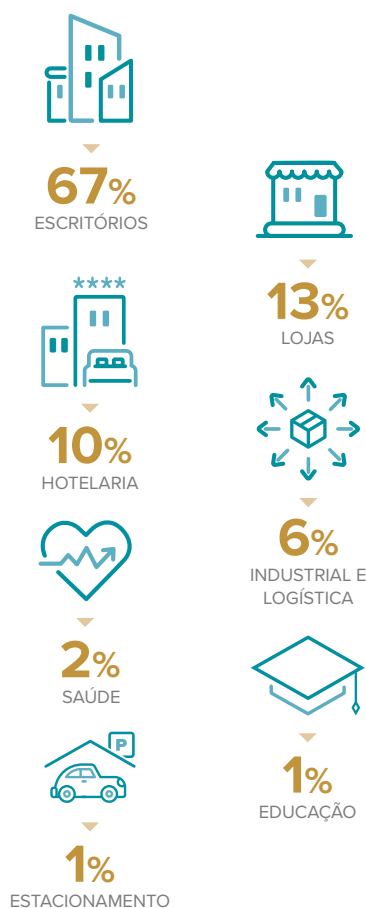 67%
ESCRITÓRIOS
13%
LOJAS
10%
HOTELARIA
6%
INDUSTRIAL E
LOGÍSTICA
2%
SAÚDE
1%
EDUCAÇÃO
P
1%
ESTACIONAMENTO